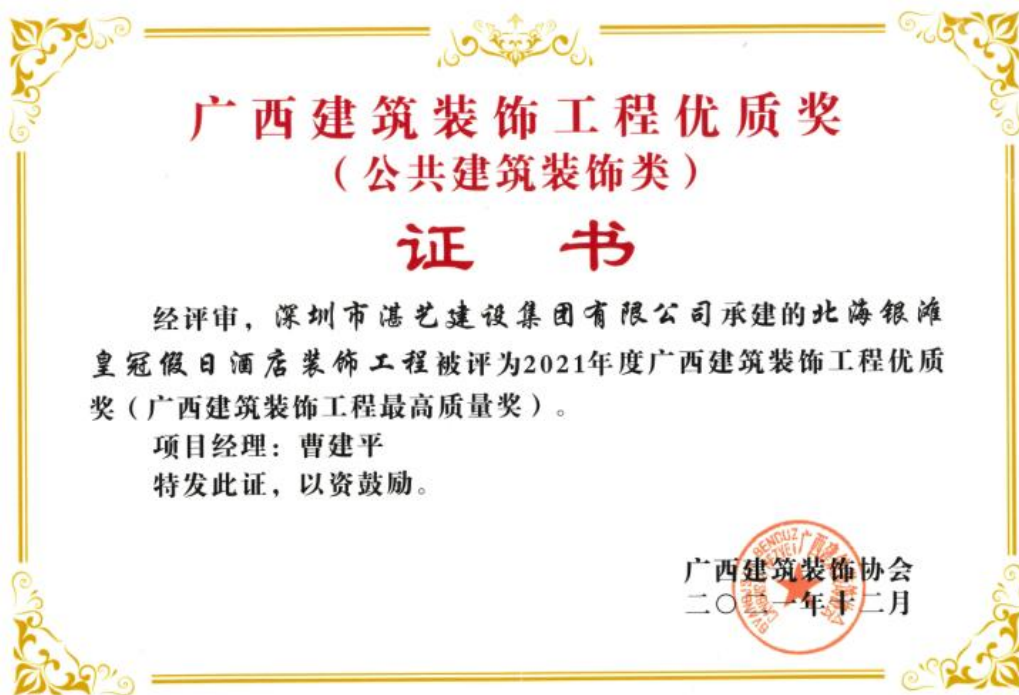 广西建筑装饰工程优质奖
（公共建筑装饰类）
证 书
经评审，深圳市湛艺建设集团有限公司承建的北海银滩
皇冠假日酒店装饰工程被评为2021年度广西建筑装饰工程优质
奖（广西建筑装饰工程最高质量奖）。
项目经理：曹建平
特发此证，以资鼓励。
广西建筑装饰协会
二〇二一年十二月